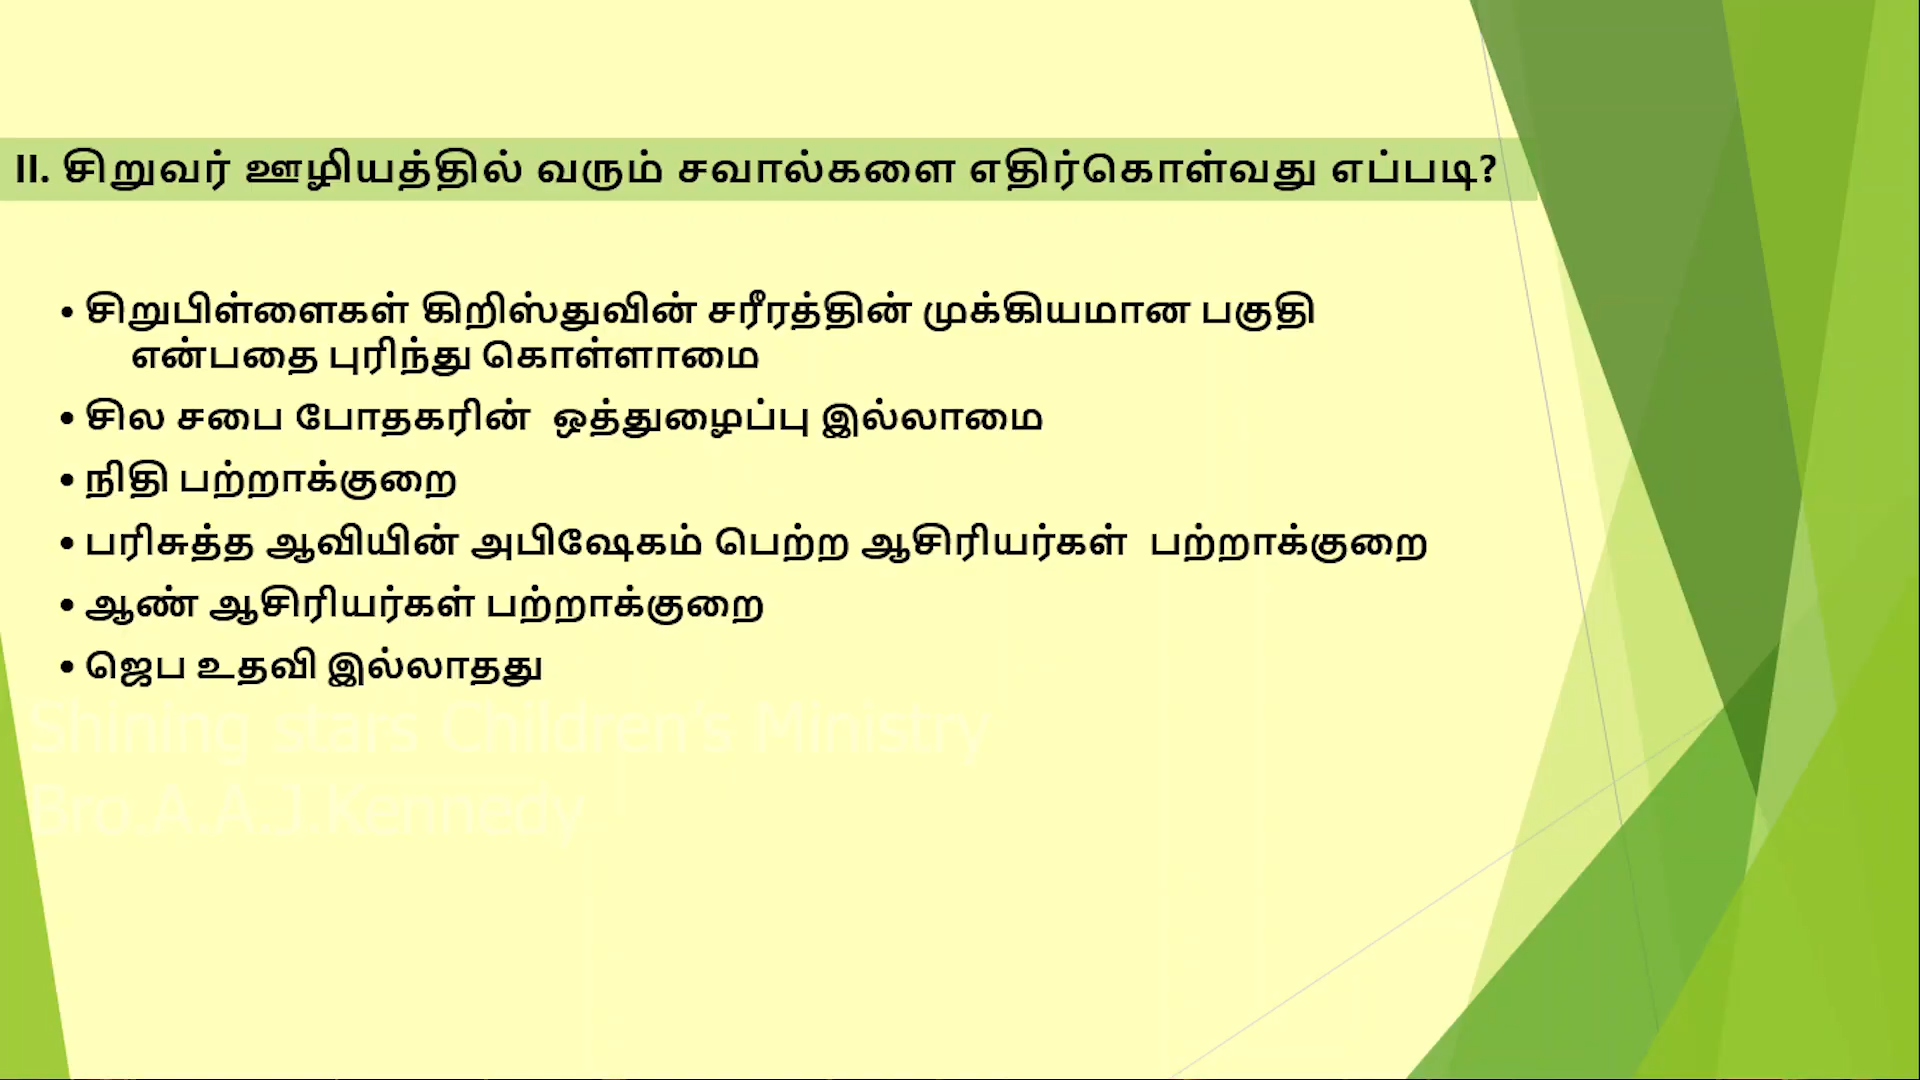 II. சிறுவர் ஊழியத்தில் வரும் சவால்களை எதிர்கொள்வது எப்படி?
• சிறுபிள்ளைகள் கிறிஸ்துவின் சரீரத்தின் முக்கியமான பகுதி
என்பதை புரிந்து கொள்ளாமை
• சில சபை போதகரின் ஒத்துழைப்பு இல்லாமை
• நிதி பற்றாக்குறை
• பரிசுத்த ஆவியின் அபிஷேகம் பெற்ற ஆசிரியர்கள் பற்றாக்குறை
• ஆண் ஆசிரியர்கள் பற்றாக்குறை
• ஜெப உதவி இல்லாதது
Shining stars Children's Ministry
Bro.A.A.J.Kennedy